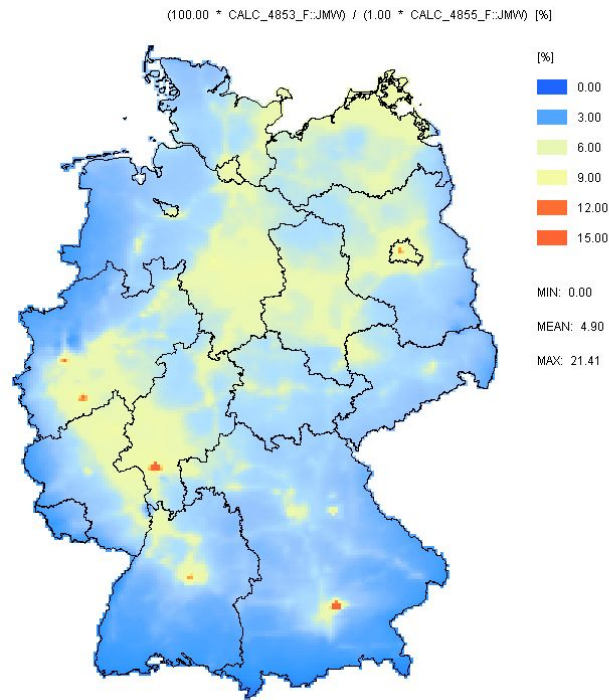 (100.00 * CALC_4853_F::JMW) / (1.00 * CALC_4855_F::JMW) [%]
[%]
0.00
3.00
6.00
9.00
12.00
15.00
MIN: 0.00
MEAN: 4.90
MAX: 21.41